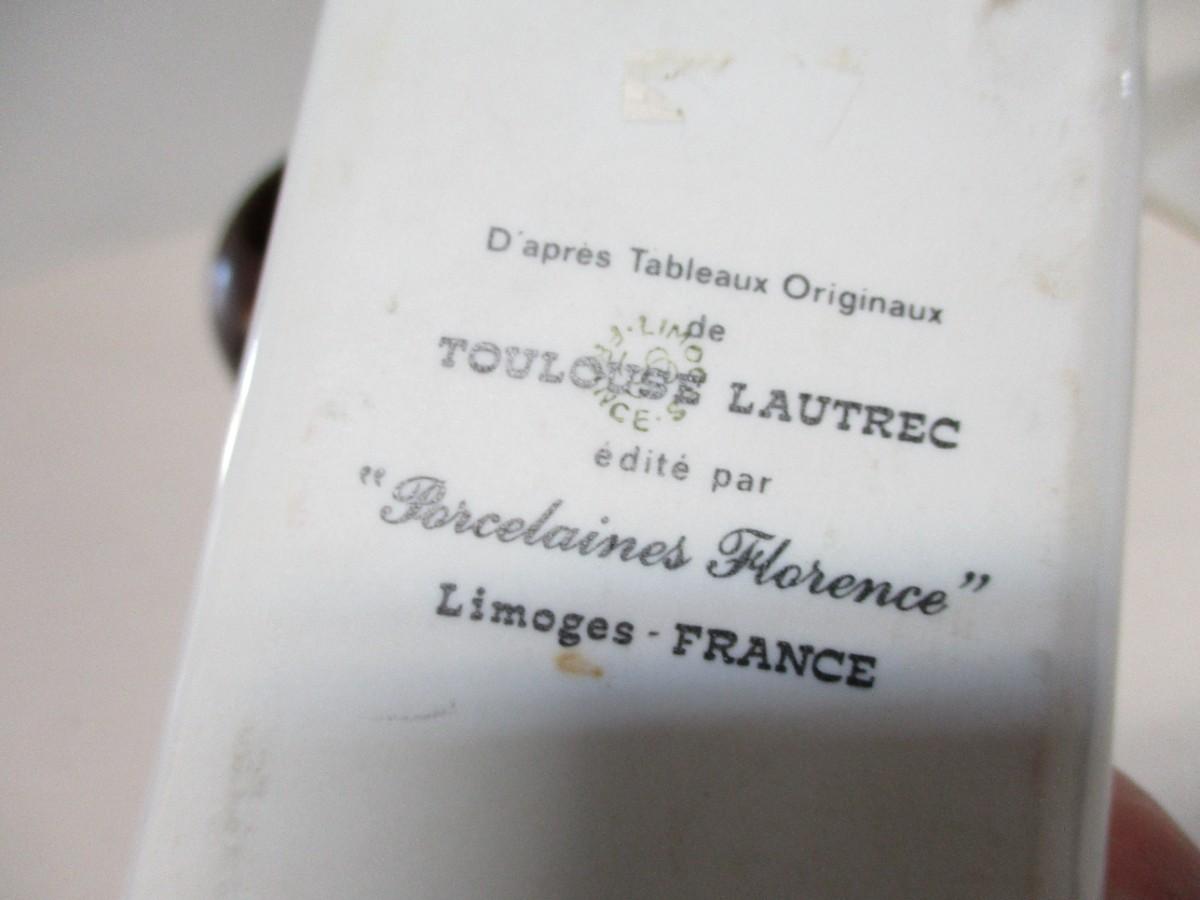 D'après Tableaux Originaux
de
TOULOUSE LAUTREC
édité par
"Porcelaines Florence"
Limoges - FRANCE